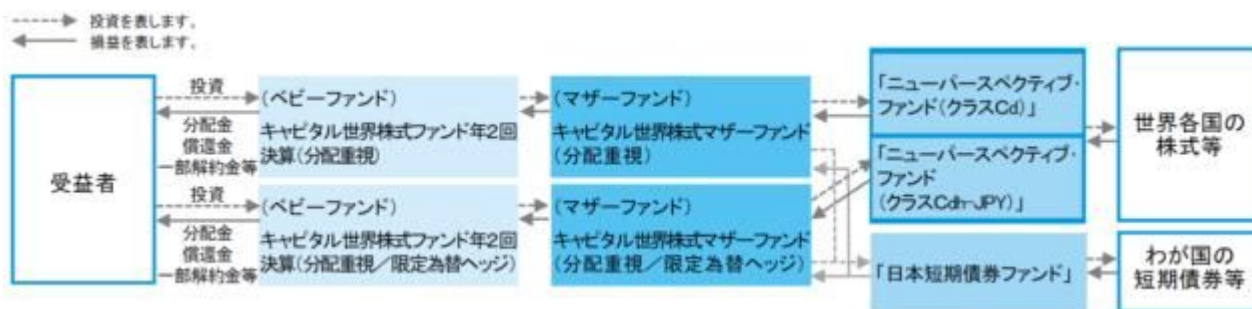 投資を表します。
損益を表します。
受益者
投資
分配金
償還金
一部解約金等
投資
分配金
償還金
一部解約金等
(ベビーファンド)
キャピタル世界株式ファンド年2回
決算(分配重視)
(ベビーファンド)
キャピタル世界株式ファンド年2回
決算(分配重視/限定為替ヘッジ)
(マザーファンド)
キャピタル世界株式マザーファンド
(分配重視)
(マザーファンド)
キャピタル世界株式マザーファンド
(分配重視/限定為替ヘッジ)
「ニューパースペクティブ・
ファンド(クラスCd)」
「ニューパースペクティブ・
ファンド
(クラスCdh-JPY)」
「日本短期債券ファンド」
世界各国の
株式等
わが国の
短期債券等